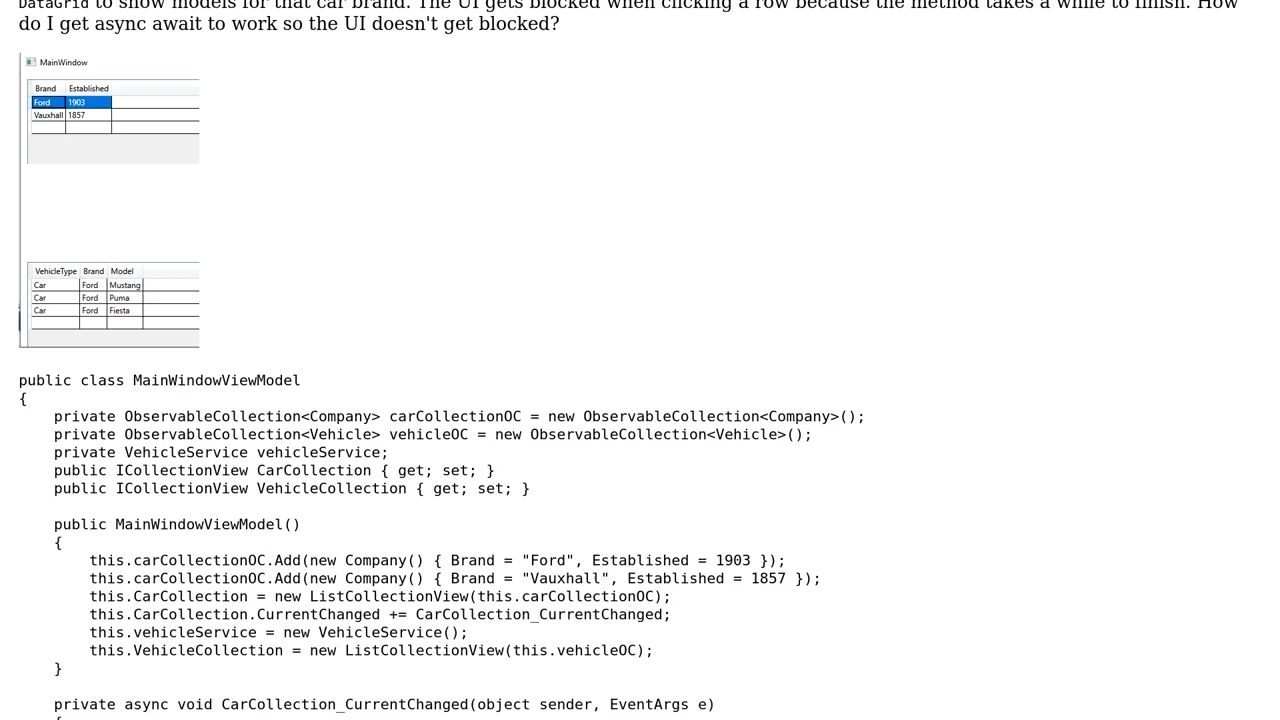 DataGrid to show models for that car brand. The UI gets blocked when clicking a row because the method takes a while to finish. How
do I get async await to work so the UI doesn't get blocked?
MainWindow
Brand Established
Ford 1903
Vauxhall 1857
VehicleType Brand Model
Car Ford Mustang
Car Ford Puma
Car Ford Fiesta
public class MainWindowViewModel
{
    private ObservableCollection<Company> carCollectionOC = new ObservableCollection<Company>();
    private ObservableCollection<Vehicle> vehicleOC = new ObservableCollection<Vehicle>();
    private VehicleService vehicleService;
    public ICollectionView CarCollection { get; set; }
    public ICollectionView VehicleCollection { get; set; }
    public MainWindowViewModel()
    {
        this.carCollectionOC.Add(new Company() { Brand = "Ford", Established = 1903 });
        this.carCollectionOC.Add(new Company() { Brand = "Vauxhall", Established = 1857 });
        this.CarCollection = new ListCollectionView(this.carCollectionOC);
        this.CarCollection.CurrentChanged += CarCollection_CurrentChanged;
        this.vehicleService = new VehicleService();
        this.VehicleCollection = new ListCollectionView(this.vehicleOC);
    }
    private async void CarCollection_CurrentChanged(object sender, EventArgs e)
    {